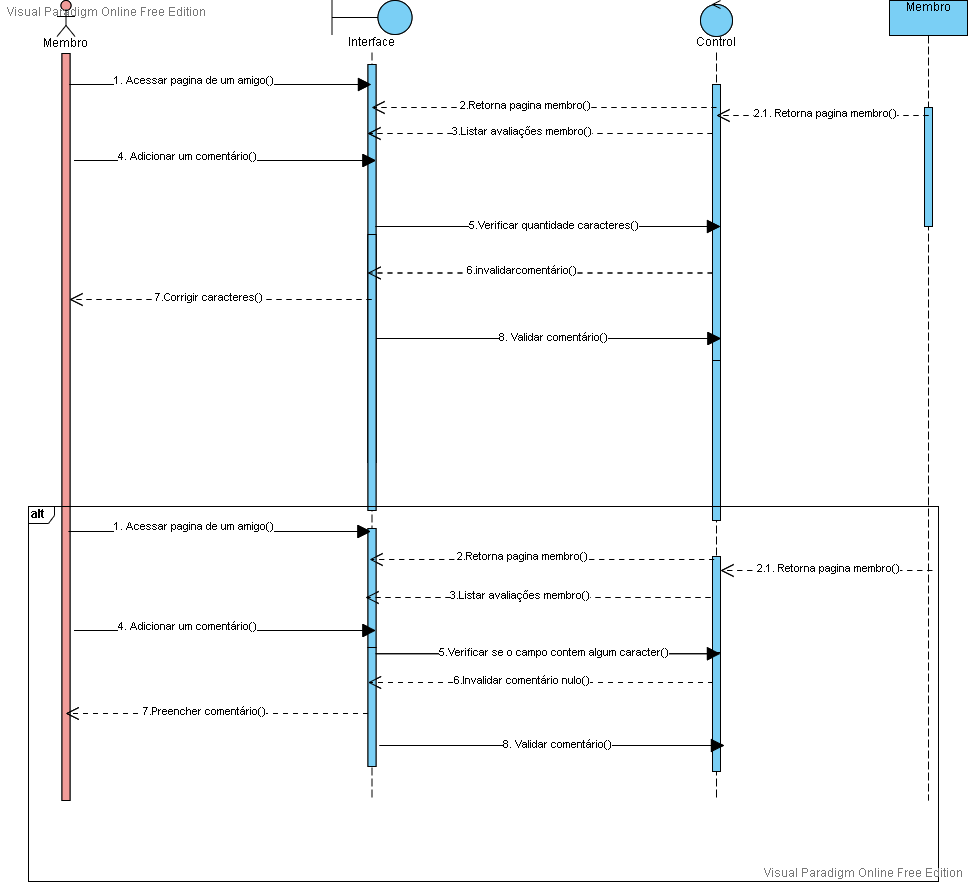 Visual Paradigm Online Free Edition
Membro
Interface
Control
Membro
1. Acessar pagina de um amigo()
2.Retorna pagina membro()
2.1. Retorna pagina membro()
3.Listar avaliações membro()
4. Adicionar um comentário()
5.Verificar quantidade caracteres()
6.invalidarcomentário()
7.Corrigir caracteres()
8. Validar comentário()
alt
1. Acessar pagina de um amigo()
2.Retorna pagina membro()
2.1. Retorna pagina membro()
3.Listar avaliações membro()
4. Adicionar um comentário()
5.Verificar se o campo contem algum caracter()
6.Invalidar comentário nulo()
7.Preencher comentário()
8. Validar comentário()
Visual Paradigm Online Free Edition